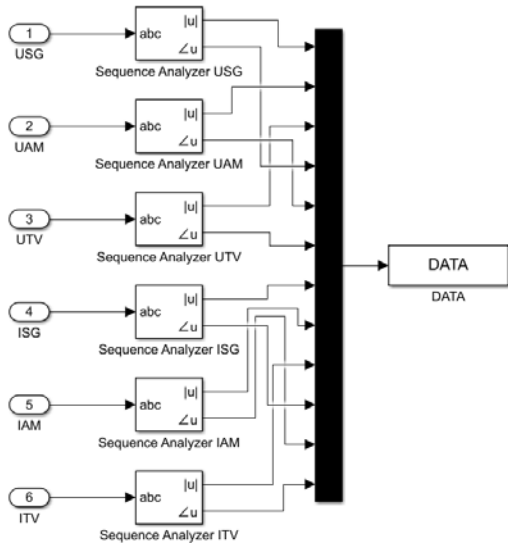 1
USG
abc
|u|
∠u
Sequence Analyzer USG
2
UAM
abc
|u|
∠u
Sequence Analyzer UAM
3
UTV
abc
|u|
∠u
Sequence Analyzer UTV
4
ISG
abc
|u|
∠u
Sequence Analyzer ISG
5
IAM
abc
|u|
∠u
Sequence Analyzer IAM
6
ITV
abc
|u|
∠u
Sequence Analyzer ITV
DATA
DATA